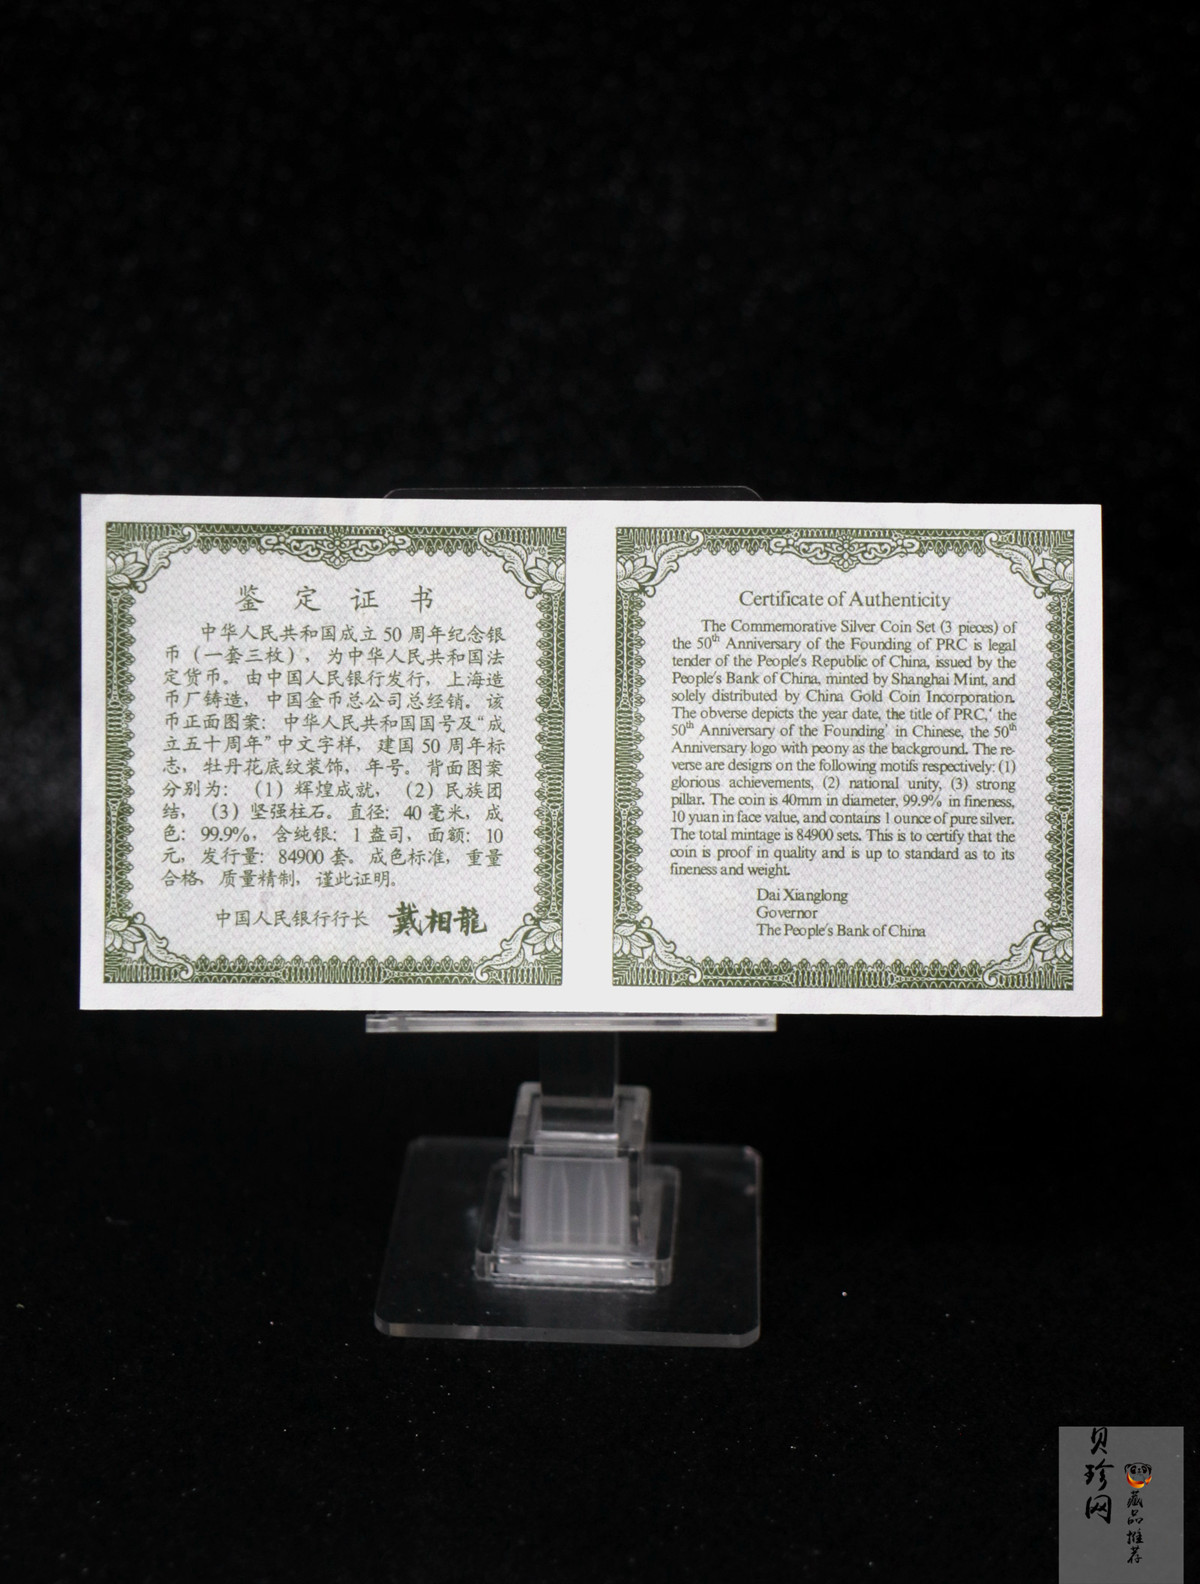 鉴定证书
中华人民共和国成立50周年纪念银
币（一套三枚），为中华人民共和国法
定货币。由中国人民银行发行，上海造
币厂铸造，中国金币总公司总经销。该
币正面图案：中华人民共和国国号及“成
立五十周年”中文字样，建国50周年标
志，牡丹花底纹装饰，年号。背面图案
分别为：（1）辉煌成就，（2）民族团
结，（3）坚强柱石。直径：40毫米，成
色：99.9%，含纯银：1盎司，面额：10
元，发行量：84900套。成色标准，重量
合格，质量精制，谨此证明。
中国人民银行行长 戴相龍
Certificate of Authenticity
The Commemorative Silver Coin Set (3 pieces) of
the 50th Anniversary of the Founding of PRC is legal
tender of the People's Republic of China, issued by the
People's Bank of China, minted by Shanghai Mint, and
solely distributed by China Gold Coin Incorporation.
The obverse depicts the year date, the title of PRC,‘ the
50th Anniversary of the Founding’ in Chinese, the 50th
Anniversary logo with peony as the background. The re-
verse are designs on the following motifs respectively: (1)
glorious achievements, (2) national unity, (3) strong
pillar. The coin is 40mm in diameter, 99.9% in fineness,
10 yuan in face value, and contains 1 ounce of pure silver.
The total mintage is 84900 sets. This is to certify that the
coin is proof in quality and is up to standard as to its
fineness and weight.
Dai Xianglong
Governor
The People's Bank of China
贝珍网
藏品推荐